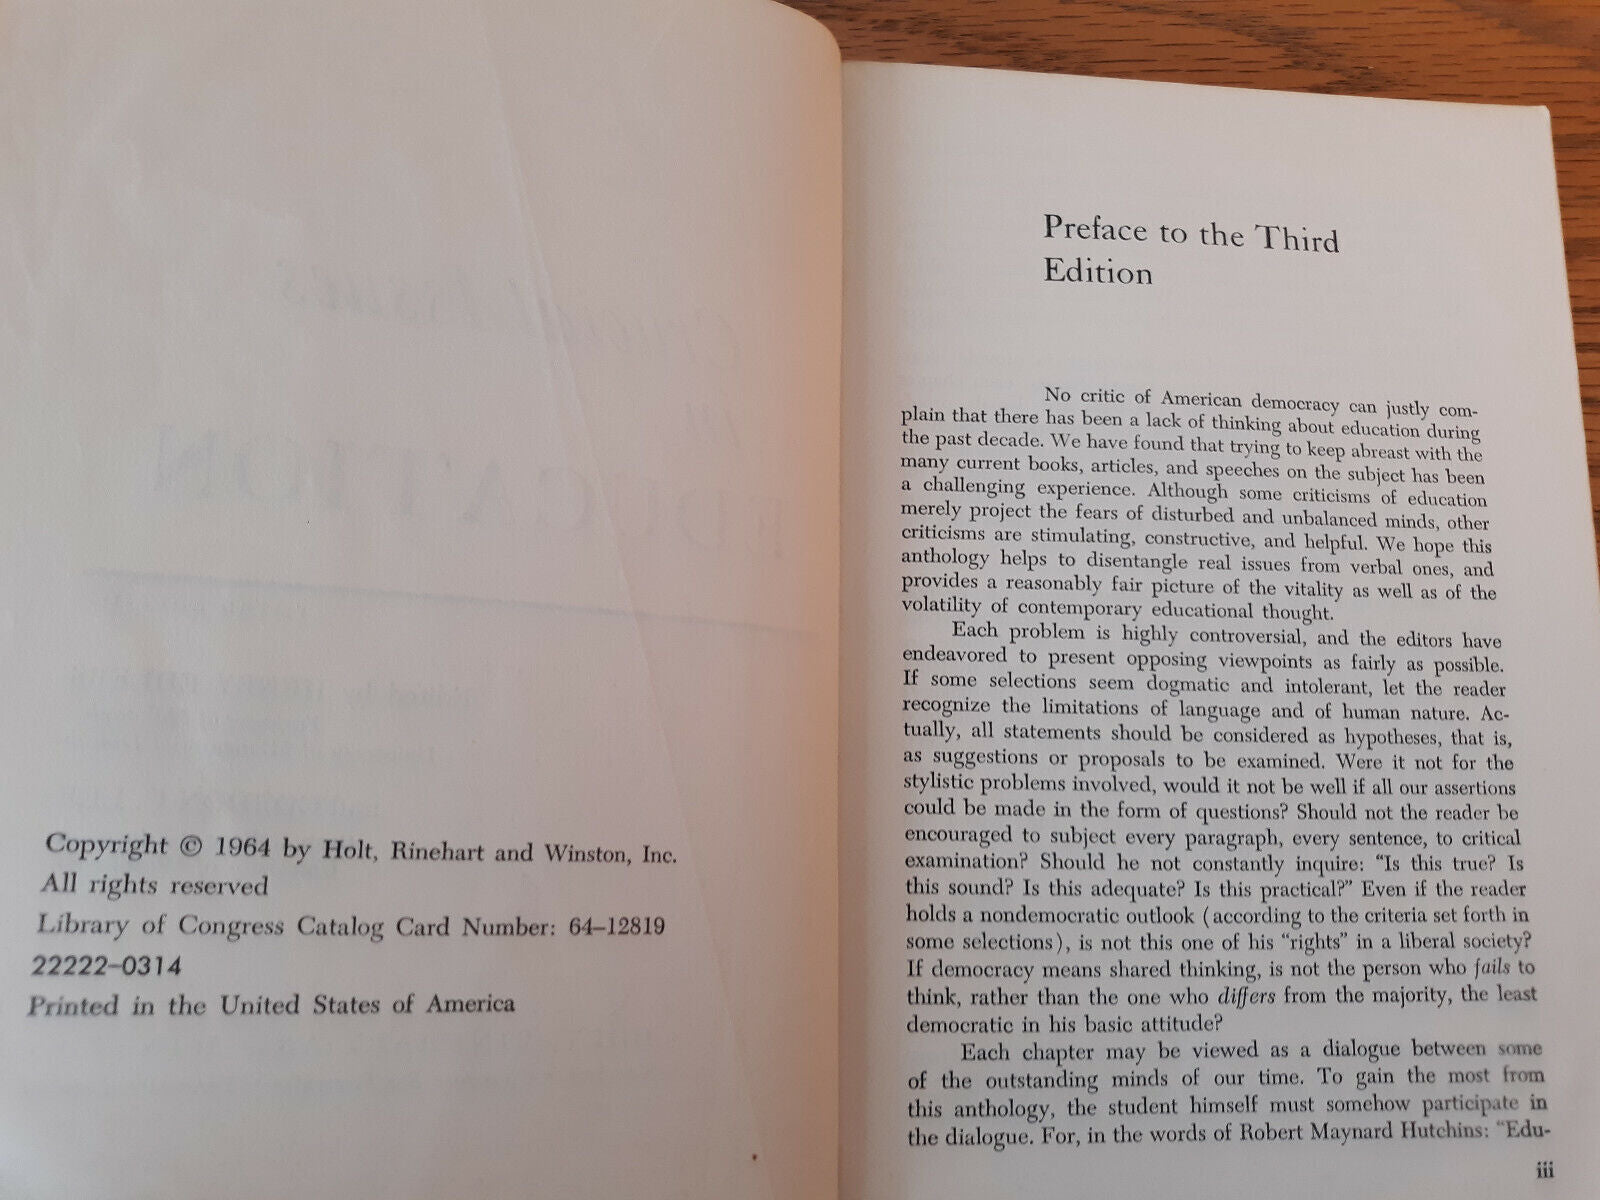 Copyright © 1964 by Holt, Rinehart and Winston, Inc.
All rights reserved
Library of Congress Catalog Card Number: 64–12819
22222–0314
Printed in the United States of America
Preface to the Third
Edition
No critic of American democracy can justly com-
plain that there has been a lack of thinking about education during
the past decade. We have found that trying to keep abreast with the
many current books, articles, and speeches on the subject has been
a challenging experience. Although some criticisms of education
merely project the fears of disturbed and unbalanced minds, other
criticisms are stimulating, constructive, and helpful. We hope this
anthology helps to disentangle real issues from verbal ones, and
provides a reasonably fair picture of the vitality as well as of the
volatility of contemporary educational thought.
Each problem is highly controversial, and the editors have
endeavored to present opposing viewpoints as fairly as possible.
If some selections seem dogmatic and intolerant, let the reader
recognize the limitations of language and of human nature. Ac-
tually, all statements should be considered as hypotheses, that is,
as suggestions or proposals to be examined. Were it not for the
stylistic problems involved, would it not be well if all our assertions
could be made in the form of questions? Should not the reader be
encouraged to subject every paragraph, every sentence, to critical
examination? Should he not constantly inquire: "Is this true? Is
this sound? Is this adequate? Is this practical?" Even if the reader
holds a nondemocratic outlook (according to the criteria set forth in
some selections), is not this one of his "rights" in a liberal society?
If democracy means shared thinking, is not the person who fails to
think, rather than the one who differs from the majority, the least
democratic in his basic attitude?
Each chapter may be viewed as a dialogue between some
of the outstanding minds of our time. To gain the most from
this anthology, the student himself must somehow participate in
the dialogue. For, in the words of Robert Maynard Hutchins: "Edu-
iii